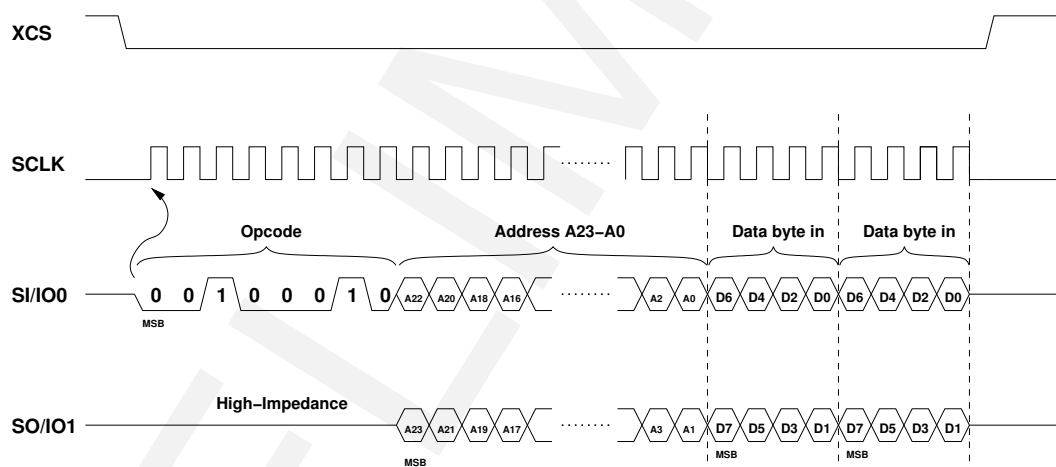 XCS
SCLK
Opcode Address A23–A0 Data byte in Data byte in
SI/IO0 0 0 1 0 0 0 1 0 A22 A20 A18 A16 ········ A2 A0 D6 D4 D2 D0 D6 D4 D2 D0
MSB
High–Impedance
SO/IO1 A23 A21 A19 A17 ········ A3 A1 D7 D5 D3 D1 D7 D5 D3 D1
MSB MSB MSB